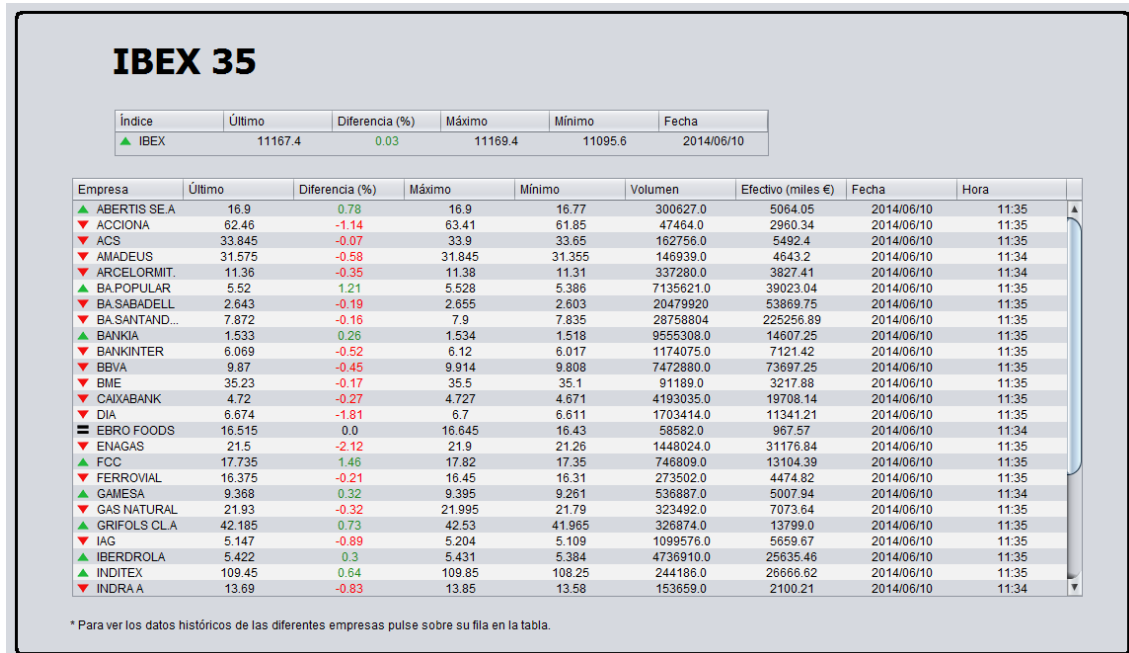 IBEX 35
Índice Último Diferencia (%) Máximo Mínimo Fecha
IBEX 11167.4 0.03 11169.4 11095.6 2014/06/10
Empresa Último Diferencia (%) Máximo Mínimo Volumen Efectivo (miles €) Fecha Hora
ABERTIS SE.A 16.9 0.78 16.9 16.77 300627.0 5064.05 2014/06/10 11:35
ACCIONA 62.46 -1.14 63.41 61.85 47464.0 2960.34 2014/06/10 11:35
ACS 33.845 -0.07 33.9 33.65 162756.0 5492.4 2014/06/10 11:35
AMADEUS 31.575 -0.58 31.845 31.355 146939.0 4643.2 2014/06/10 11:34
ARCELORMIT. 11.36 -0.35 11.38 11.31 337280.0 3827.41 2014/06/10 11:34
BA.POPULAR 5.52 1.21 5.528 5.386 7135621.0 39023.04 2014/06/10 11:35
BA.SABADELL 2.643 -0.19 2.655 2.603 20479920 53869.75 2014/06/10 11:35
BA.SANTAND... 7.872 -0.16 7.9 7.835 28758804 225256.89 2014/06/10 11:35
BANKIA 1.533 0.26 1.534 1.518 9555308.0 14607.25 2014/06/10 11:35
BANKINTER 6.069 -0.52 6.12 6.017 1174075.0 7121.42 2014/06/10 11:35
BBVA 9.87 -0.45 9.914 9.808 7472880.0 73697.25 2014/06/10 11:35
BME 35.23 -0.17 35.5 35.1 91189.0 3217.88 2014/06/10 11:35
CAIXABANK 4.72 -0.27 4.727 4.671 4193035.0 19708.14 2014/06/10 11:35
DIA 6.674 -1.81 6.7 6.611 1703414.0 11341.21 2014/06/10 11:35
EBRO FOODS 16.515 0.0 16.645 16.43 58582.0 967.57 2014/06/10 11:34
ENAGAS 21.5 -2.12 21.9 21.26 1448024.0 31176.84 2014/06/10 11:35
FCC 17.735 1.46 17.82 17.35 746809.0 13104.39 2014/06/10 11:35
FERROVIAL 16.375 -0.21 16.45 16.31 273502.0 4474.82 2014/06/10 11:35
GAMESA 9.368 0.32 9.395 9.261 536887.0 5007.94 2014/06/10 11:34
GAS NATURAL 21.93 -0.32 21.995 21.79 323492.0 7073.64 2014/06/10 11:35
GRIFOLS CL.A 42.185 0.73 42.53 41.965 326874.0 13799.0 2014/06/10 11:35
IAG 5.147 -0.89 5.204 5.109 1099576.0 5659.67 2014/06/10 11:35
IBERDROLA 5.422 0.3 5.431 5.384 4736910.0 25635.46 2014/06/10 11:35
INDITEX 109.45 0.64 109.85 108.25 244186.0 26666.62 2014/06/10 11:35
INDRA A 13.69 -0.83 13.85 13.58 153659.0 2100.21 2014/06/10 11:34
* Para ver los datos históricos de las diferentes empresas pulse sobre su fila en la tabla.